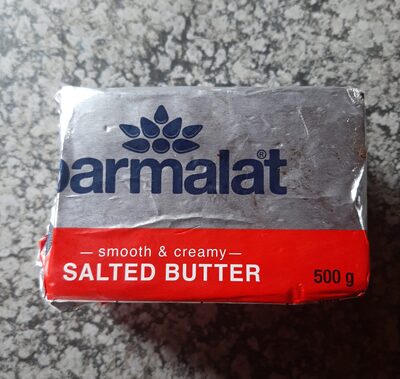 parmalat®
— smooth & creamy —
SALTED BUTTER
500 g